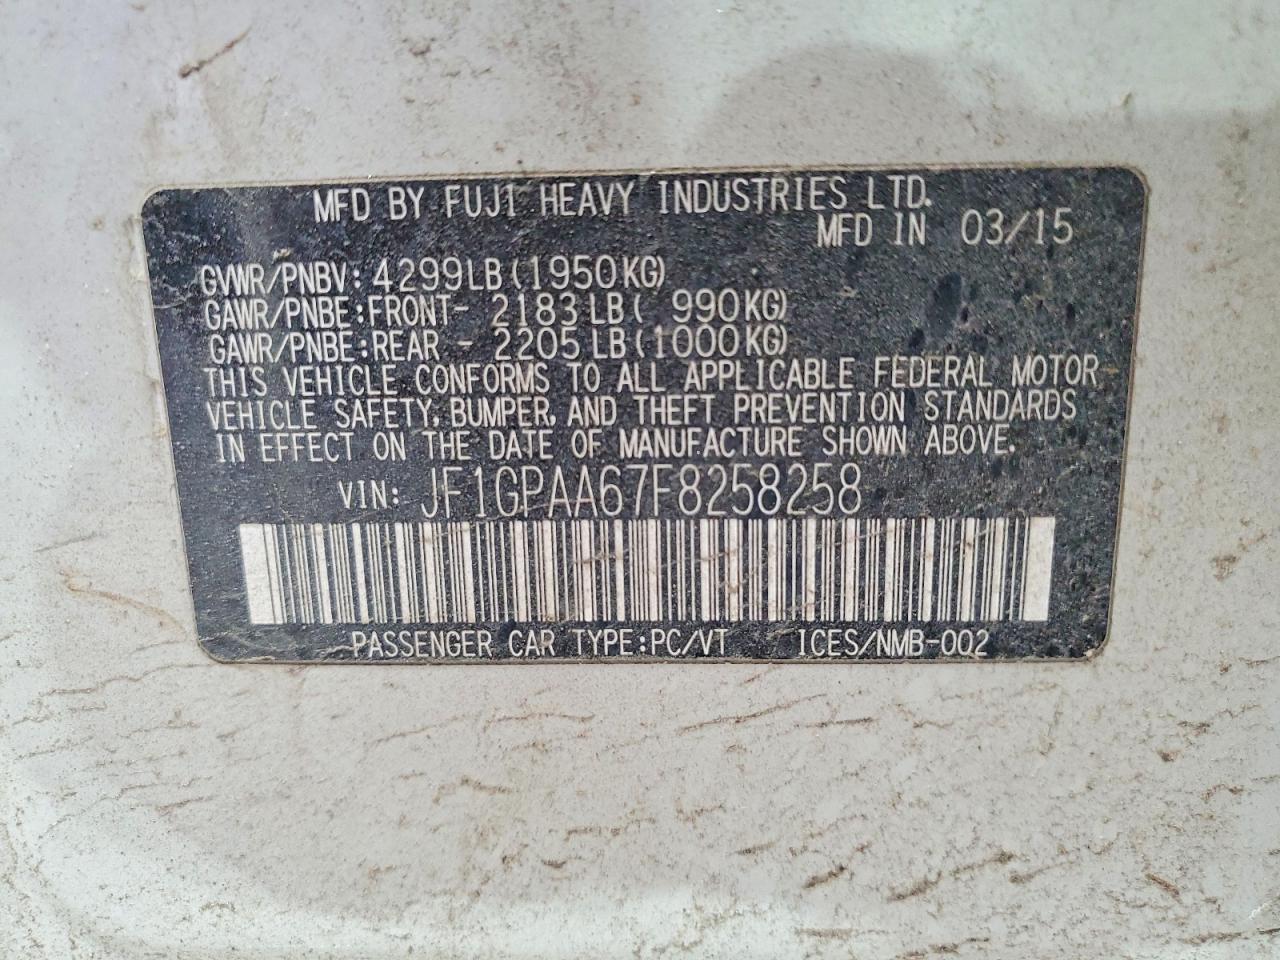 MFD BY FUJI HEAVY INDUSTRIES LTD.
MFD IN 03/15
GVWR/PNBV: 4299LB (1950KG)
GAWR/PNBE:FRONT- 2183LB( 990KG)
GAWR/PNBE:REAR - 2205LB(1000KG)
THIS VEHICLE CONFORMS TO ALL APPLICABLE FEDERAL MOTOR
VEHICLE SAFETY, BUMPER, AND THEFT PREVENTION STANDARDS
IN EFFECT ON THE DATE OF MANUFACTURE SHOWN ABOVE.
VIN: JF1GPAA67F8258258
PASSENGER CAR TYPE:PC/VT ICES/NMB-002